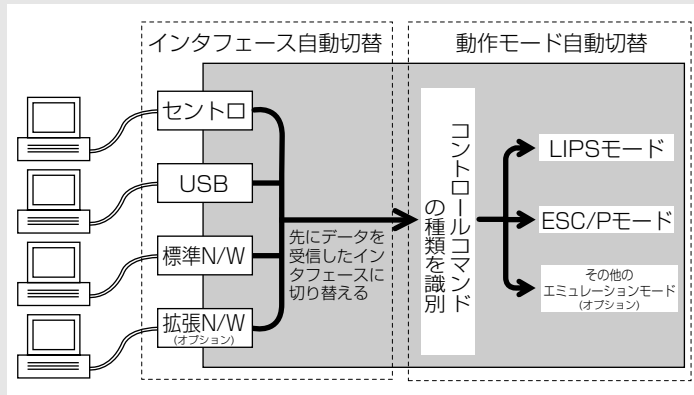 インタフェース自動切替
動作モード自動切替
セントロ
USB
標準N/W
拡張N/W
(オプション)
先にデータを
受信したイン
タフェースに
切り替える
コントロールコマンド
の種類を識別
LIPSモード
ESC/Pモード
その他の
エミュレーションモード
(オプション)